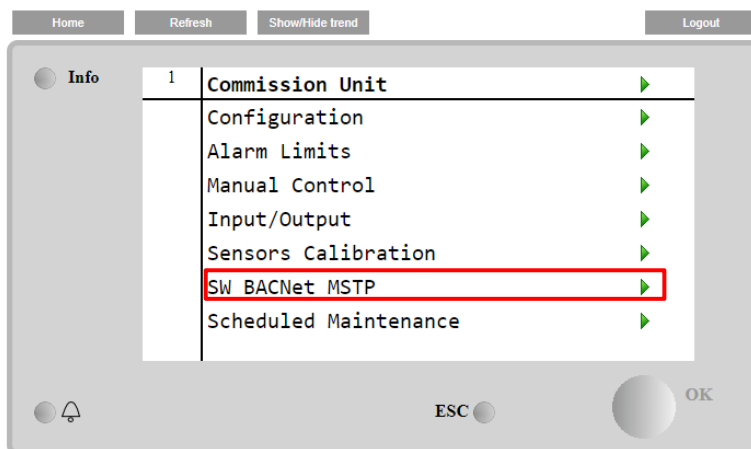 Home Refresh Show/Hide trend Logout
Info
1 Commission Unit
Configuration
Alarm Limits
Manual Control
Input/Output
Sensors Calibration
SW BACNet MSTP
Scheduled Maintenance
ESC OK